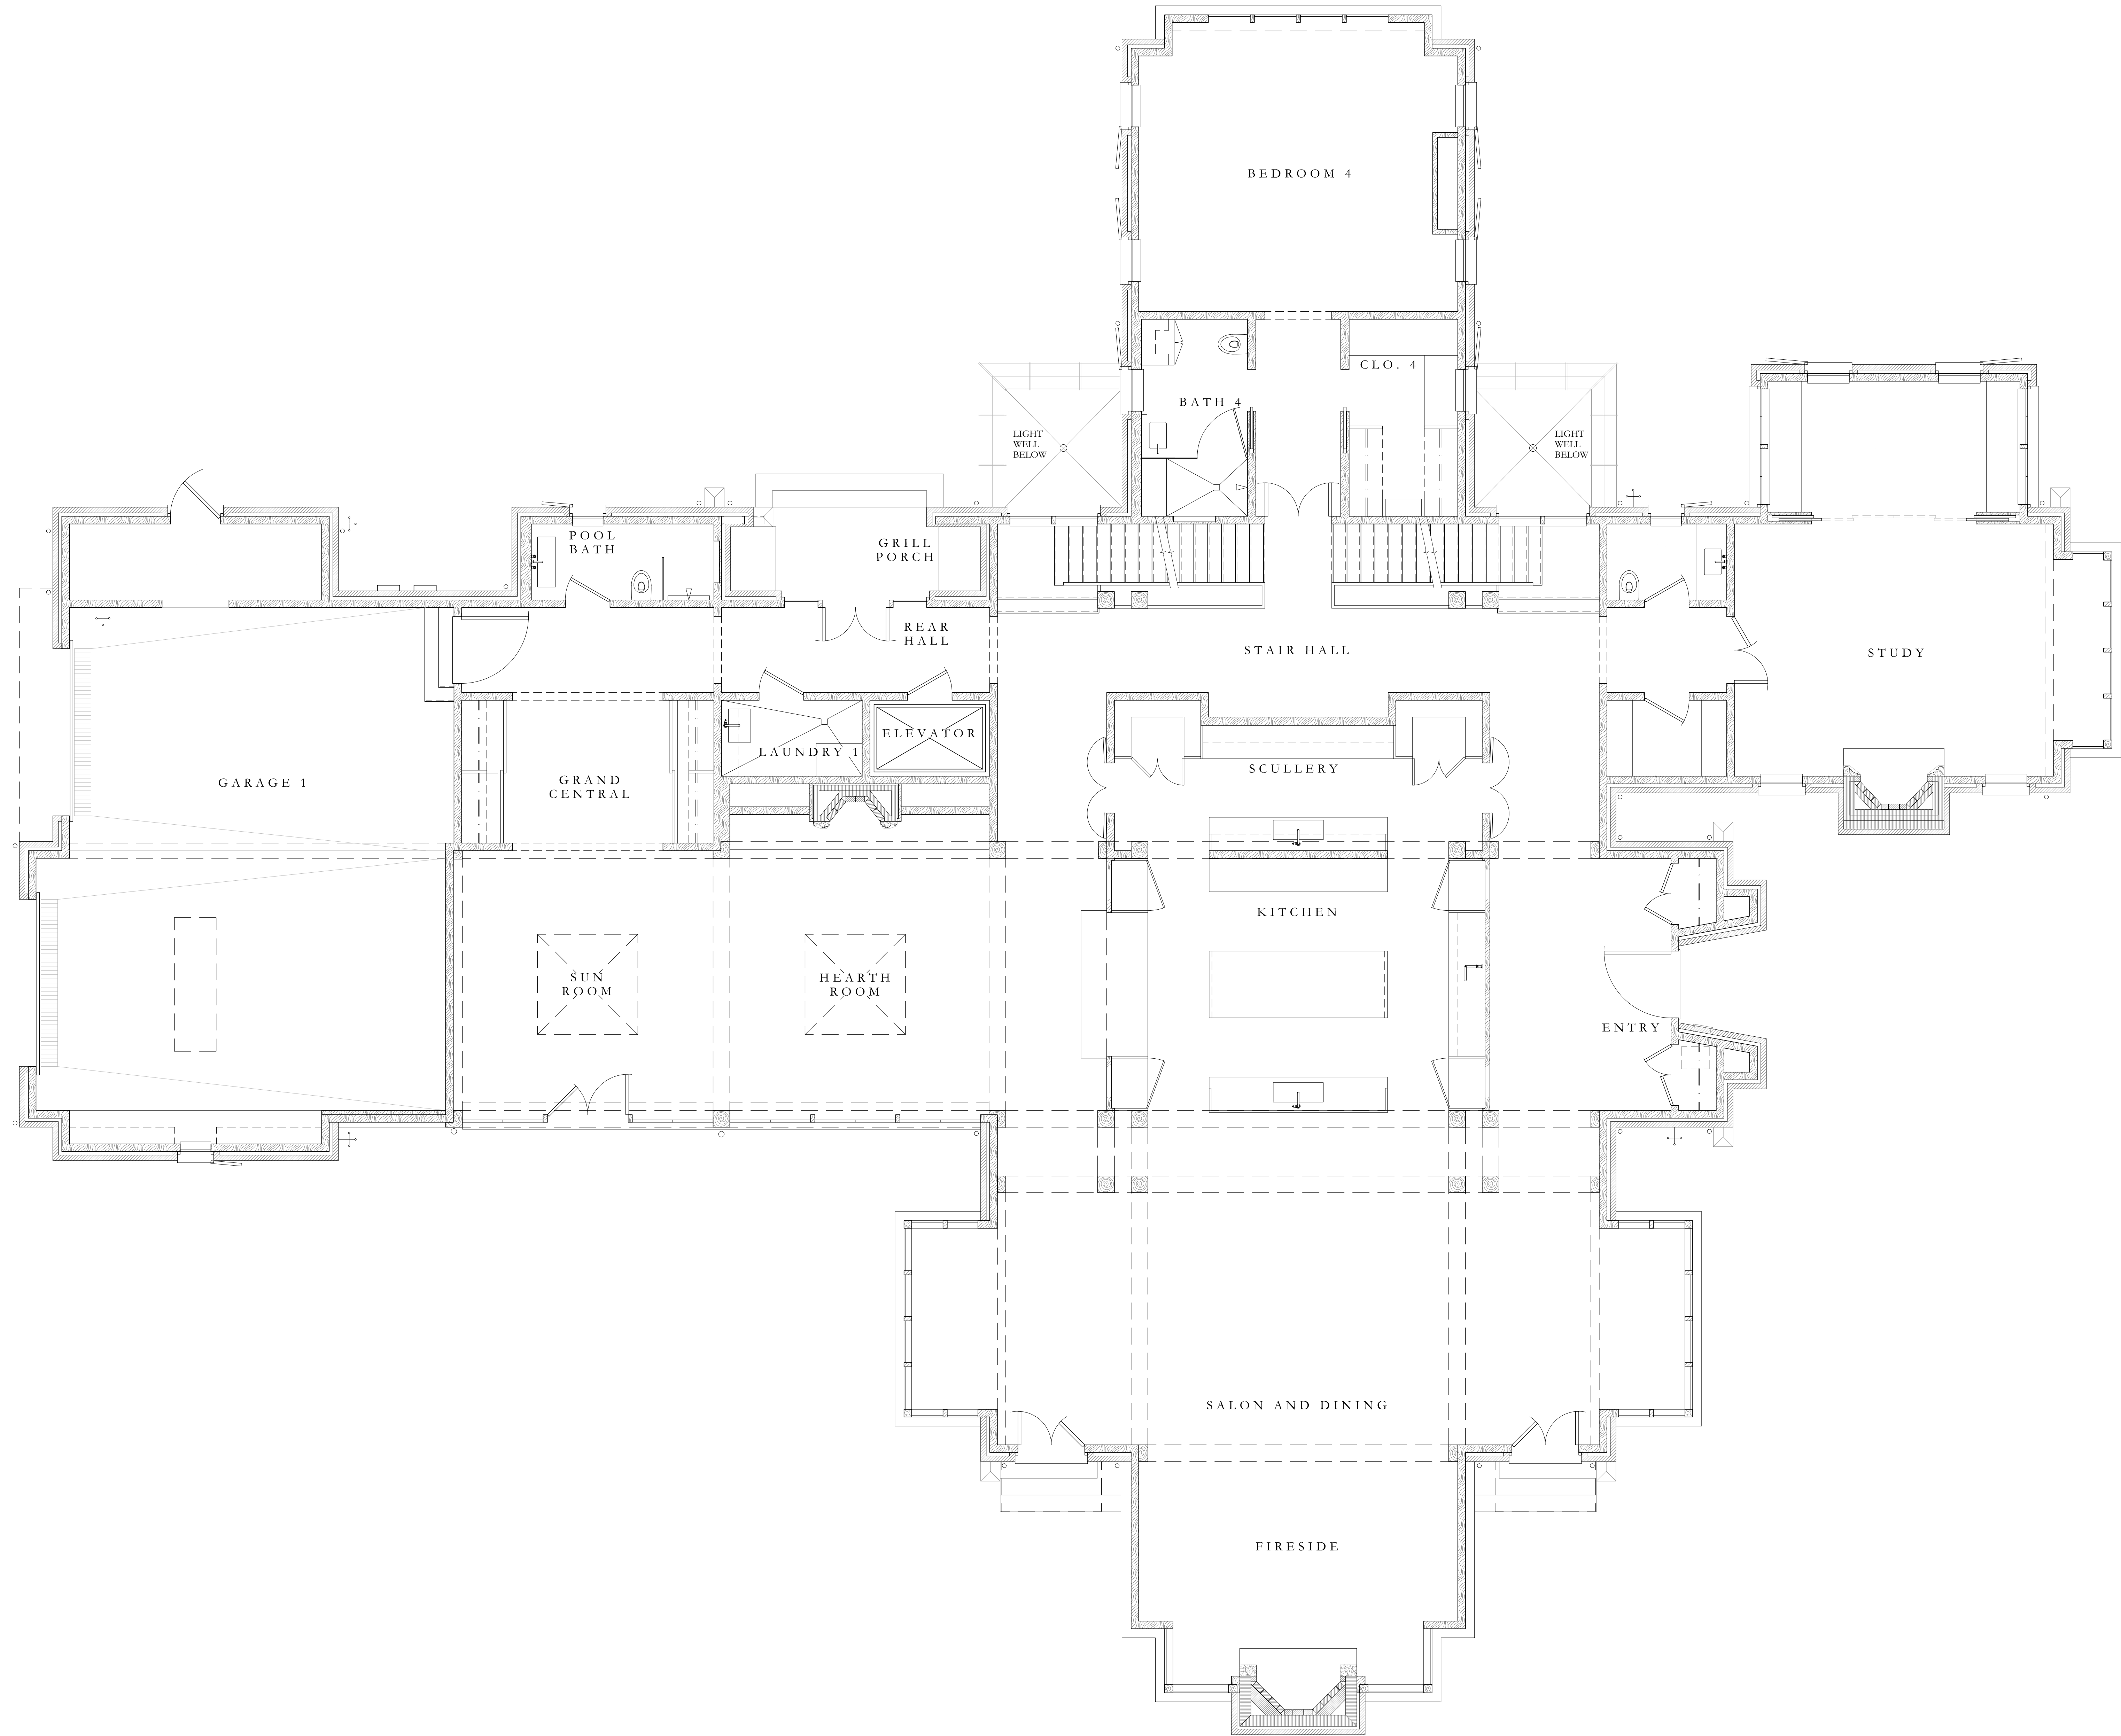 BEDROOM 4
CLO. 4
BATH 4
LIGHT
WELL
BELOW
LIGHT
WELL
BELOW
POOL
BATH
GRILL
PORCH
REAR
HALL
STAIR HALL
STUDY
ELEVATOR
LAUNDRY 1
SCULLERY
GARAGE 1
GRAND
CENTRAL
KITCHEN
SUN
ROOM
HEARTH
ROOM
ENTRY
SALON AND DINING
FIRESIDE